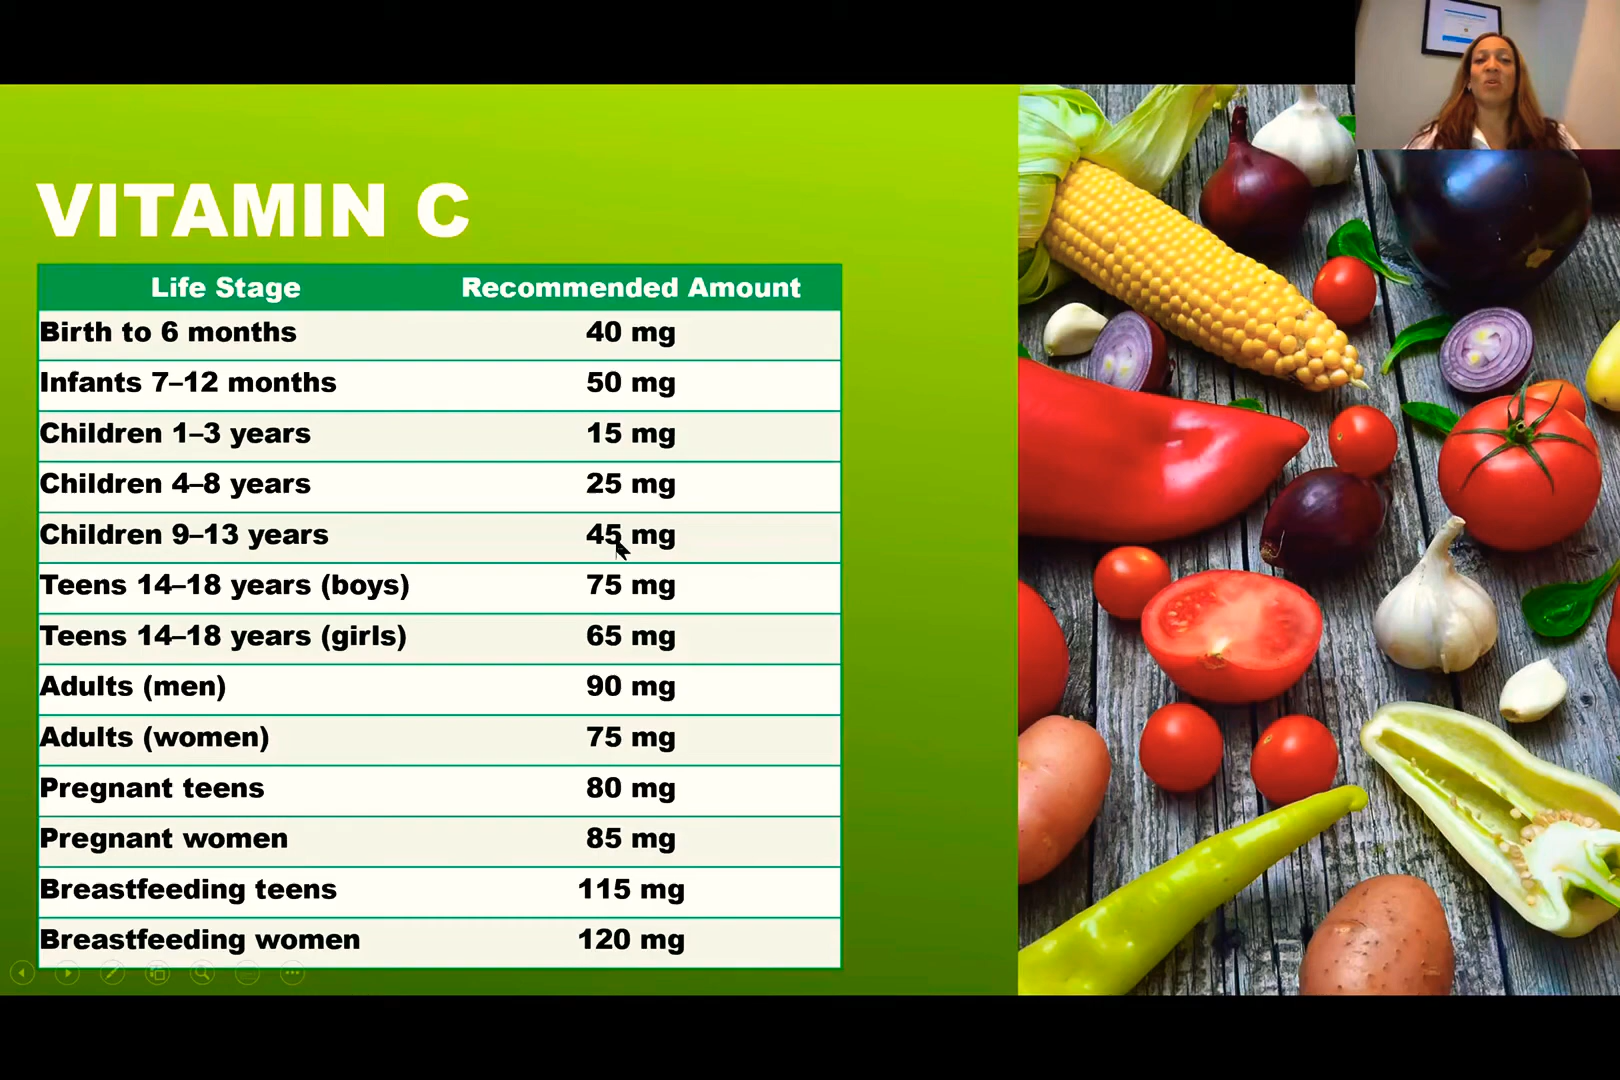 VITAMIN C
Life Stage Recommended Amount
Birth to 6 months 40 mg
Infants 7–12 months 50 mg
Children 1–3 years 15 mg
Children 4–8 years 25 mg
Children 9–13 years 45 mg
Teens 14–18 years (boys) 75 mg
Teens 14–18 years (girls) 65 mg
Adults (men) 90 mg
Adults (women) 75 mg
Pregnant teens 80 mg
Pregnant women 85 mg
Breastfeeding teens 115 mg
Breastfeeding women 120 mg